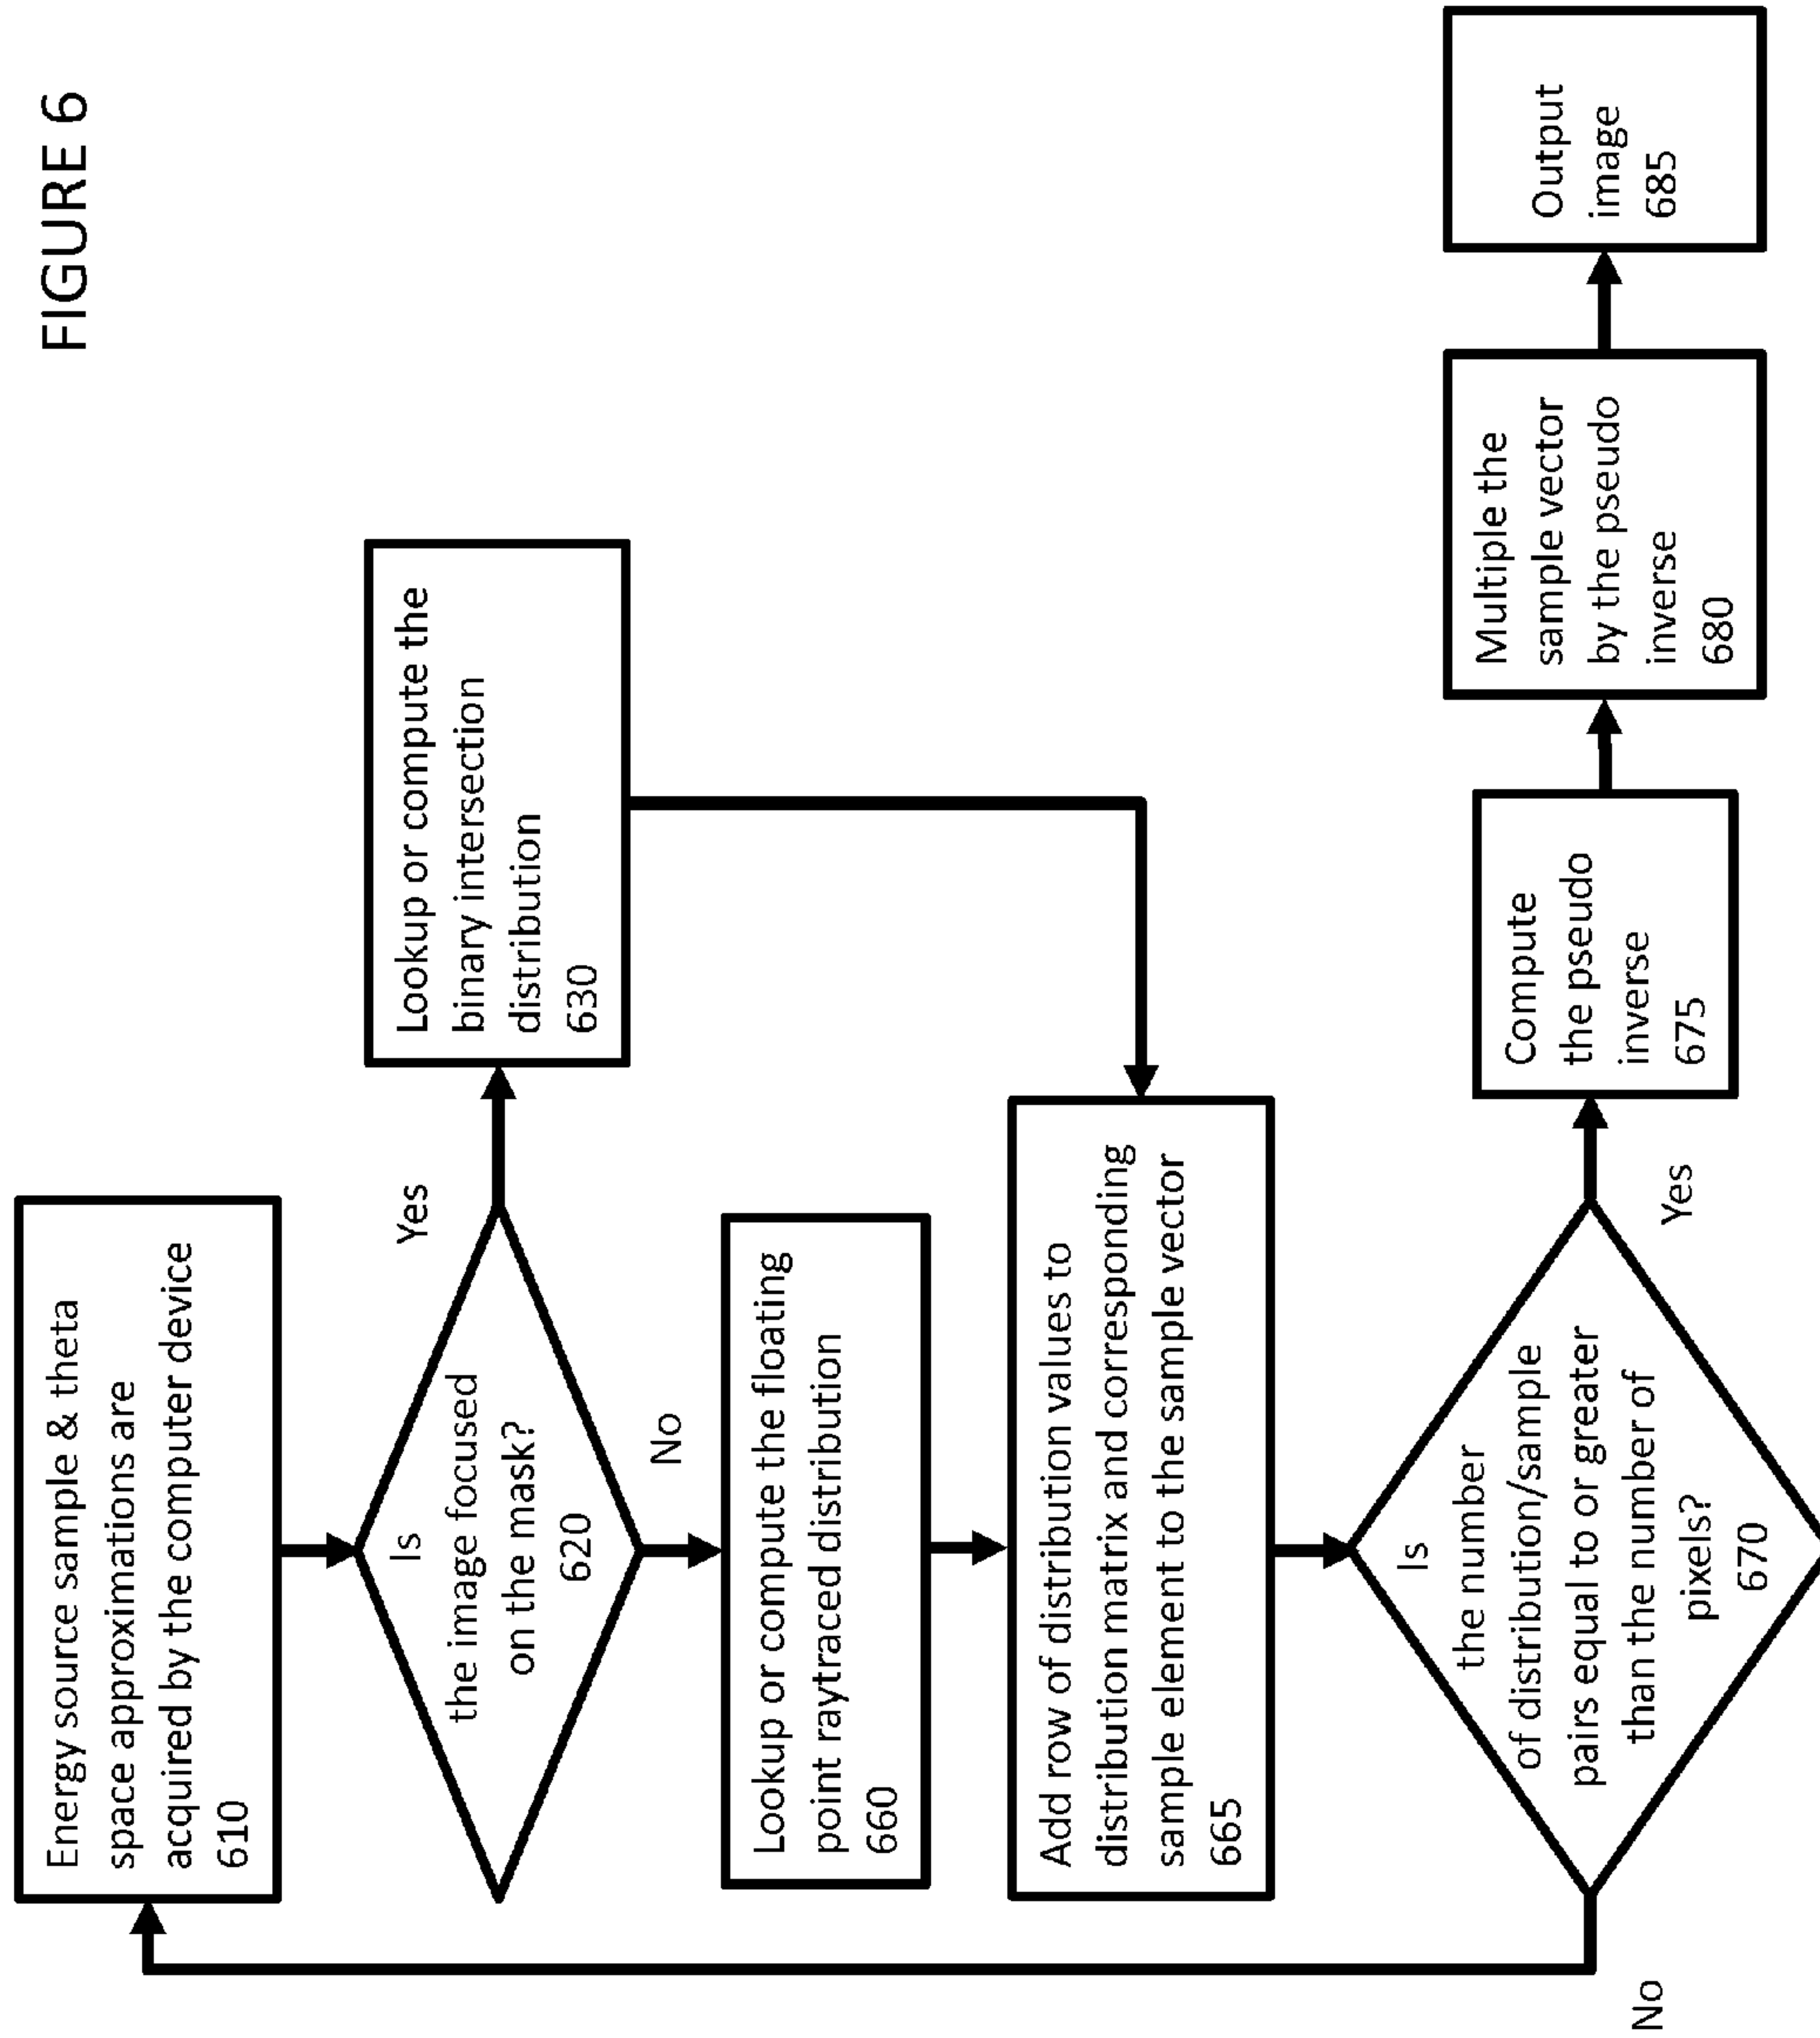 FIGURE 6
Energy source sample & theta
space approximations are
acquired by the computer device
610
Is
the image focused
on the mask?
620
Yes
Lookup or compute the
binary intersection
distribution
630
No
Lookup or compute the floating
point raytraced distribution
660
Add row of distribution values to
distribution matrix and corresponding
sample element to the sample vector
665
Is
the number
of distribution/sample
pairs equal to or greater
than the number of
pixels?
670
No
Yes
Compute
the pseudo
inverse
675
Multiple the
sample vector
by the pseudo
inverse
680
Output
image
685